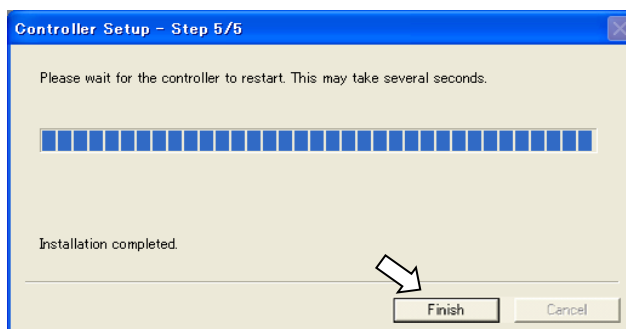 Controller Setup - Step 5/5
Please wait for the controller to restart. This may take several seconds.
Installation completed.
Finish
Cancel